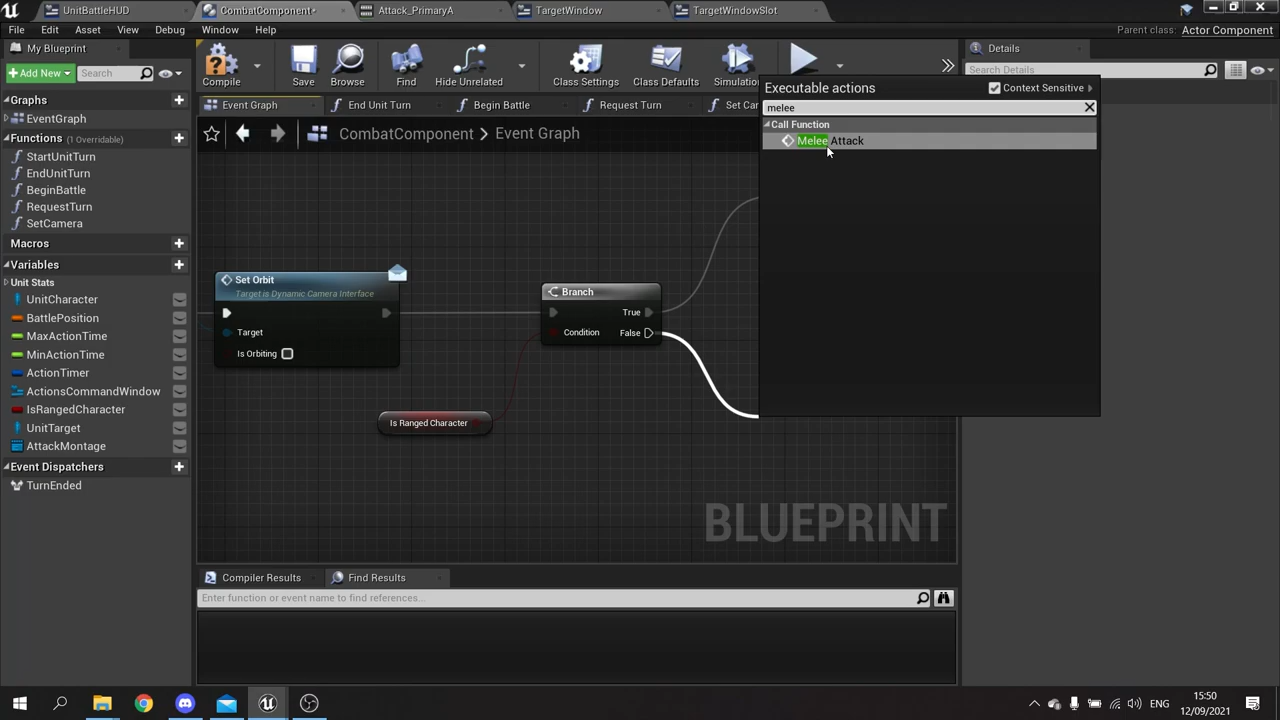 UnitBattleHUD
CombatComponent*
Attack_PrimaryA
TargetWindow
TargetWindowSlot
File Edit View Debug Window Help
Parent class: Actor Component
My Blueprint
+Add New
Search
Compile
Save
Browse
Find
Hide Unrelated
Class Settings
Class Defaults
Simulation
Details
Search Details
Event Graph
End Unit Turn
Begin Battle
Request Turn
Set Ca
CombatComponent > Event Graph
Executable actions
Context Sensitive
melee
Call Function
Melee Attack
Graphs
EventGraph
Functions (1 Overridable)
StartUnitTurn
EndUnitTurn
BeginBattle
RequestTurn
SetCamera
Macros
Variables
Unit Stats
UnitCharacter
BattlePosition
MaxActionTime
MinActionTime
ActionTimer
ActionsCommandWindow
IsRangedCharacter
UnitTarget
AttackMontage
Event Dispatchers
TurnEnded
Set Orbit
Target is Dynamic Camera Interface
Target
Is Orbiting
Branch
True
Condition
False
Is Ranged Character
BLUEPRINT
Compiler Results
Find Results
Enter function or event name to find references...
ENG
15:50
12/09/2021